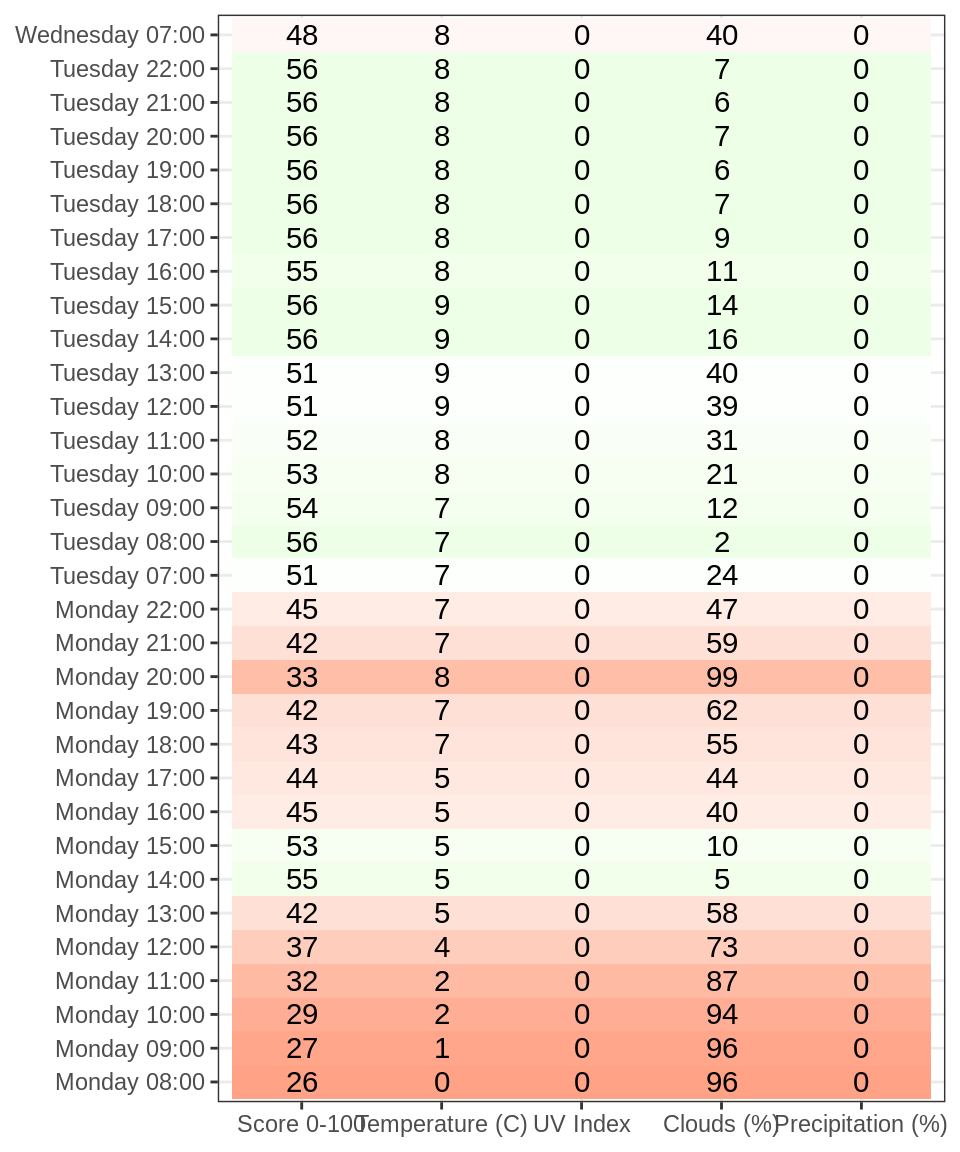 Wednesday 07:00 48 8 0 40 0
Tuesday 22:00 56 8 0 7 0
Tuesday 21:00 56 8 0 6 0
Tuesday 20:00 56 8 0 7 0
Tuesday 19:00 56 8 0 6 0
Tuesday 18:00 56 8 0 7 0
Tuesday 17:00 56 8 0 9 0
Tuesday 16:00 55 8 0 11 0
Tuesday 15:00 56 9 0 14 0
Tuesday 14:00 56 9 0 16 0
Tuesday 13:00 51 9 0 40 0
Tuesday 12:00 51 9 0 39 0
Tuesday 11:00 52 8 0 31 0
Tuesday 10:00 53 8 0 21 0
Tuesday 09:00 54 7 0 12 0
Tuesday 08:00 56 7 0 2 0
Tuesday 07:00 51 7 0 24 0
Monday 22:00 45 7 0 47 0
Monday 21:00 42 7 0 59 0
Monday 20:00 33 8 0 99 0
Monday 19:00 42 7 0 62 0
Monday 18:00 43 7 0 55 0
Monday 17:00 44 5 0 44 0
Monday 16:00 45 5 0 40 0
Monday 15:00 53 5 0 10 0
Monday 14:00 55 5 0 5 0
Monday 13:00 42 5 0 58 0
Monday 12:00 37 4 0 73 0
Monday 11:00 32 2 0 87 0
Monday 10:00 29 2 0 94 0
Monday 09:00 27 1 0 96 0
Monday 08:00 26 0 0 96 0
Score 0-100 Temperature (C) UV Index Clouds (%) Precipitation (%)